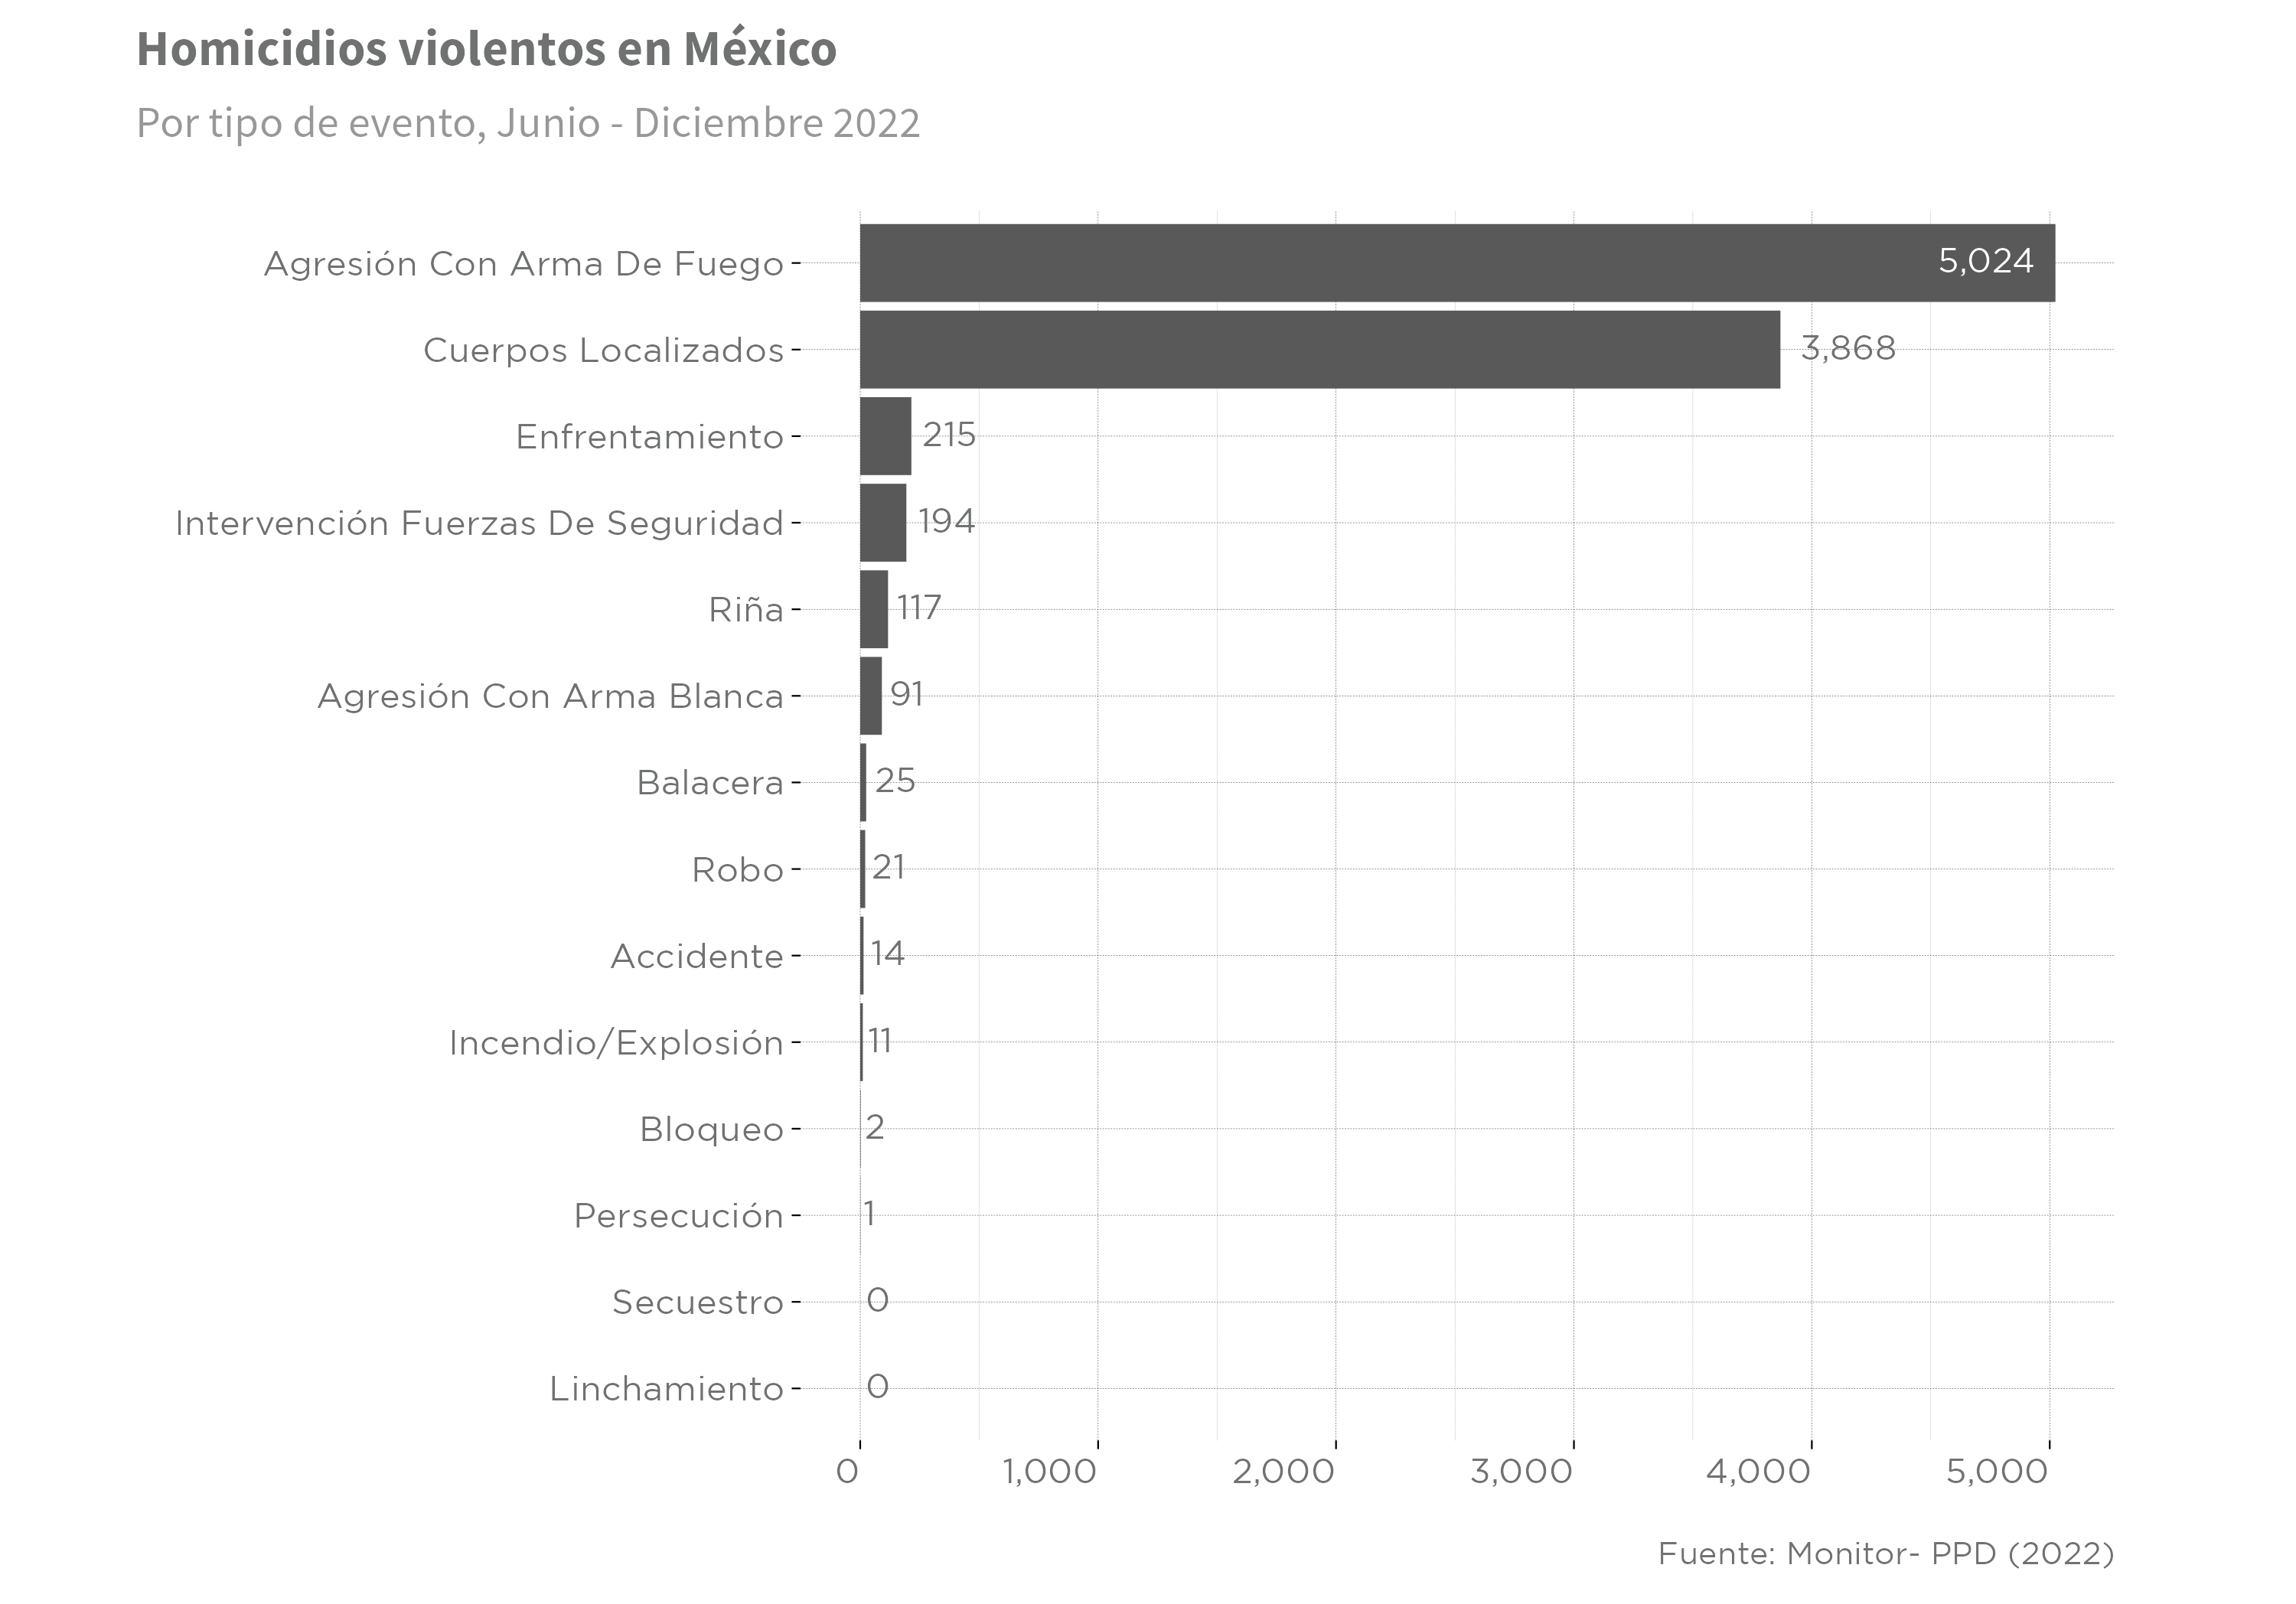 Homicidios violentos en México
Por tipo de evento, Junio - Diciembre 2022
Agresión Con Arma De Fuego 5,024
Cuerpos Localizados 3,868
Enfrentamiento 215
Intervención Fuerzas De Seguridad 194
Riña 117
Agresión Con Arma Blanca 91
Balacera 25
Robo 21
Accidente 14
Incendio/Explosión 11
Bloqueo 2
Persecución 1
Secuestro 0
Linchamiento 0
0 1,000 2,000 3,000 4,000 5,000
Fuente: Monitor- PPD (2022)